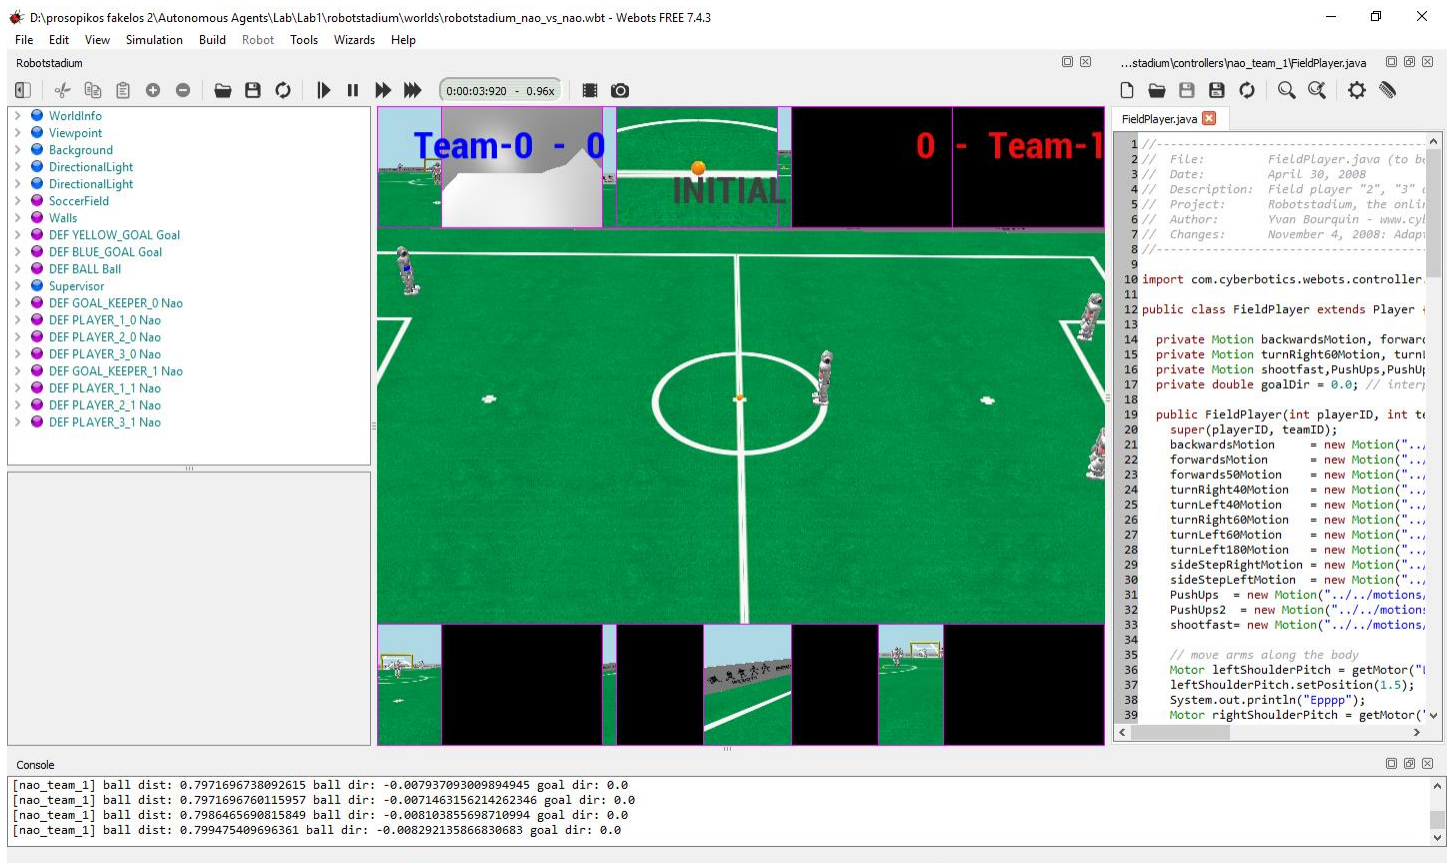 D:\prosopikos fakelos 2\Autonomous Agents\Lab\Lab1\robotstadium\worlds\robotstadium_nao_vs_nao.wbt - Webots FREE 7.4.3
File Edit View Simulation Build Robot Tools Wizards Help
Robotstadium
0:00:03:920 - 0.96x
WorldInfo
Viewpoint
Background
DirectionalLight
DirectionalLight
SoccerField
Walls
DEF YELLOW_GOAL Goal
DEF BLUE_GOAL Goal
DEF BALL Ball
Supervisor
DEF GOAL_KEEPER_0 Nao
DEF PLAYER_1_0 Nao
DEF PLAYER_2_0 Nao
DEF PLAYER_3_0 Nao
DEF GOAL_KEEPER_1 Nao
DEF PLAYER_1_1 Nao
DEF PLAYER_2_1 Nao
DEF PLAYER_3_1 Nao
Team-0 - 0
0 - Team-1
INITIAL
...stadium\controllers\nao_team_1\FieldPlayer.java
FieldPlayer.java
1 //--------------------------------------
2 // File: FieldPlayer.java (to be
3 // Date: April 30, 2008
4 // Description: Field player "2", "3"
5 // Project: Robotstadium, the onlin
6 // Author: Yvan Bourquin - www.cyb
7 // Changes: November 4, 2008: Adap
8 //--------------------------------------
9
10 import com.cyberbotics.webots.controller
11
12 public class FieldPlayer extends Player {
13
14 private Motion backwardsMotion, forward
15 private Motion turnRight60Motion, turnL
16 private Motion shootfast,PushUps,PushUp
17 private double goalDir = 0.0; // interp
18
19 public FieldPlayer(int playerID, int te
20 super(playerID, teamID);
21 backwardsMotion = new Motion("../
22 forwardsMotion = new Motion("../
23 forwards50Motion = new Motion("../
24 turnRight40Motion = new Motion("../
25 turnLeft40Motion = new Motion("../
26 turnRight60Motion = new Motion("../
27 turnLeft60Motion = new Motion("../
28 turnLeft180Motion = new Motion("../
29 sideStepRightMotion = new Motion("../
30 sideStepLeftMotion = new Motion("../
31 PushUps = new Motion("../../motions/
32 PushUps2 = new Motion("../../motions
33 shootfast= new Motion("../../motions/
34
35 // move arms along the body
36 Motor leftShoulderPitch = getMotor("L
37 leftShoulderPitch.setPosition(1.5);
38 System.out.println("Epppp");
39 Motor rightShoulderPitch = getMotor("
Console
[nao_team_1] ball dist: 0.7971696738092615 ball dir: -0.007937093009894945 goal dir: 0.0
[nao_team_1] ball dist: 0.7971696760115957 ball dir: -0.0071463156214262346 goal dir: 0.0
[nao_team_1] ball dist: 0.7986465690815849 ball dir: -0.008103855698710994 goal dir: 0.0
[nao_team_1] ball dist: 0.799475409696361 ball dir: -0.008292135866830683 goal dir: 0.0